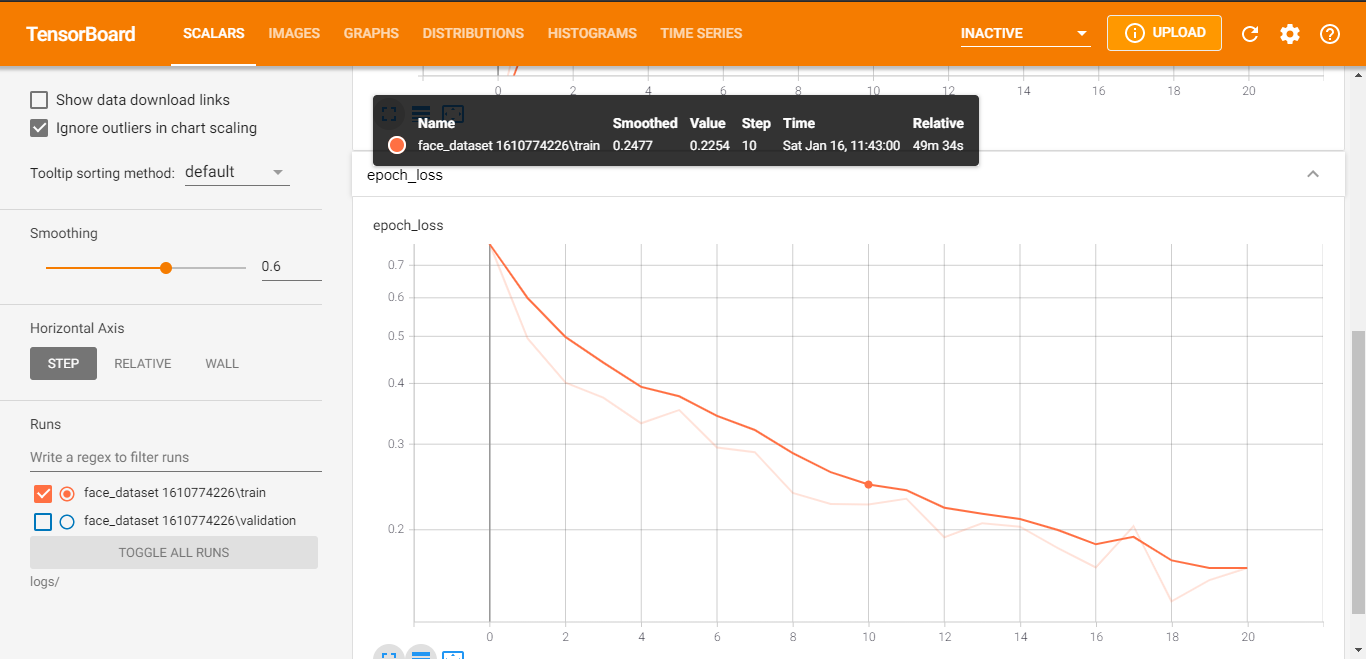 TensorBoard SCALARS IMAGES GRAPHS DISTRIBUTIONS HISTOGRAMS TIME SERIES INACTIVE UPLOAD
Show data download links
Ignore outliers in chart scaling
Tooltip sorting method: default
Smoothing
0.6
Horizontal Axis
STEP RELATIVE WALL
Runs
Write a regex to filter runs
face_dataset 1610774226\train
face_dataset 1610774226\validation
TOGGLE ALL RUNS
logs/
0 2 4 6 8 10 12 14 16 18 20
Name Smoothed Value Step Time Relative
face_dataset 1610774226\train 0.2477 0.2254 10 Sat Jan 16, 11:43:00 49m 34s
epoch_loss
epoch_loss
0.7
0.6
0.5
0.4
0.3
0.2
0 2 4 6 8 10 12 14 16 18 20